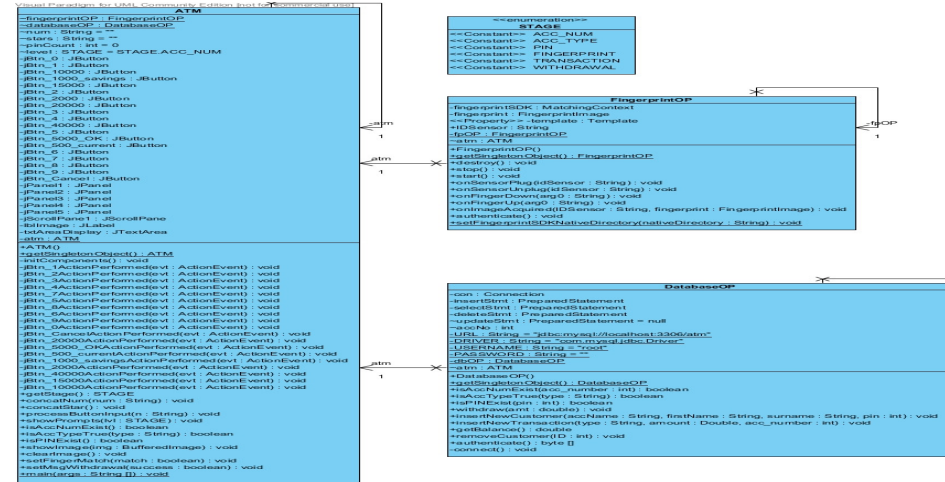 Visual Paradigm for UML Community Edition [not for commercial use]
ATM
-fingerprintOP : FingerprintOP
-databaseOP : DatabaseOP
-num : String = ""
-stars : String = ""
-pinCount : int = 0
-level : STAGE = STAGE.ACC_NUM
-jBtn_0 : JButton
-jBtn_1 : JButton
-jBtn_10000 : JButton
-jBtn_1000_savings : JButton
-jBtn_15000 : JButton
-jBtn_2 : JButton
-jBtn_2000 : JButton
-jBtn_20000 : JButton
-jBtn_3 : JButton
-jBtn_4 : JButton
-jBtn_40000 : JButton
-jBtn_5 : JButton
-jBtn_5000_OK : JButton
-jBtn_500_current : JButton
-jBtn_6 : JButton
-jBtn_7 : JButton
-jBtn_8 : JButton
-jBtn_9 : JButton
-jBtn_Cancel : JButton
-jPanel1 : JPanel
-jPanel2 : JPanel
-jPanel3 : JPanel
-jPanel4 : JPanel
-jPanel5 : JPanel
-jScrollPane1 : JScrollPane
-lblImage : JLabel
-txtAreaDisplay : JTextArea
-atm : ATM
+ATM()
+getSingletonObject() : ATM
-initComponents() : void
-jBtn_1ActionPerformed(evt : ActionEvent) : void
-jBtn_2ActionPerformed(evt : ActionEvent) : void
-jBtn_3ActionPerformed(evt : ActionEvent) : void
-jBtn_4ActionPerformed(evt : ActionEvent) : void
-jBtn_7ActionPerformed(evt : ActionEvent) : void
-jBtn_5ActionPerformed(evt : ActionEvent) : void
-jBtn_8ActionPerformed(evt : ActionEvent) : void
-jBtn_6ActionPerformed(evt : ActionEvent) : void
-jBtn_9ActionPerformed(evt : ActionEvent) : void
-jBtn_0ActionPerformed(evt : ActionEvent) : void
-jBtn_CancelActionPerformed(evt : ActionEvent) : void
-jBtn_20000ActionPerformed(evt : ActionEvent) : void
-jBtn_5000_OKActionPerformed(evt : ActionEvent) : void
-jBtn_500_currentActionPerformed(evt : ActionEvent) : void
-jBtn_1000_savingsActionPerformed(evt : ActionEvent) : void
-jBtn_2000ActionPerformed(evt : ActionEvent) : void
-jBtn_40000ActionPerformed(evt : ActionEvent) : void
-jBtn_15000ActionPerformed(evt : ActionEvent) : void
-jBtn_10000ActionPerformed(evt : ActionEvent) : void
+getStage() : STAGE
+concatNum(num : String) : void
+concatStar() : void
+processButtonInput(n : String) : void
+showPrompts(lvl : STAGE) : void
+isAccNumExist() : boolean
+isAccTypeTrue(type : String) : boolean
+isPINExist() : boolean
+showImage(img : BufferedImage) : void
+clearImage() : void
+setFingerMatch(match : boolean) : void
+setMsgWithdrawal(success : boolean) : void
+main(args : String []) : void
-atm
1
-atm
1
-atm
1
<<enumeration>>
STAGE
<<Constant>> ACC_NUM
<<Constant>> ACC_TYPE
<<Constant>> PIN
<<Constant>> FINGERPRINT
<<Constant>> TRANSACTION
<<Constant>> WITHDRAWAL
FingerprintOP
-fingerprintSDK : MatchingContext
-fingerprint : FingerprintImage
<<Property>> -template : Template
+IDSensor : String
-fpOP : FingerprintOP
-atm : ATM
+FingerprintOP()
+getSingletonObject() : FingerprintOP
+destroy() : void
+stop() : void
+start() : void
+onSensorPlug(idSensor : String) : void
+onSensorUnplug(idSensor : String) : void
+onFingerDown(arg0 : String) : void
+onFingerUp(arg0 : String) : void
+onImageAcquired(IDSensor : String, fingerprint : FingerprintImage) : void
+authenticate() : void
+setFingerprintSDKNativeDirectory(nativeDirectory : String) : void
-fpOP
1
DatabaseOP
-con : Connection
-insertStmt : PreparedStatement
-selectStmt : PreparedStatement
-deleteStmt : PreparedStatement
-updateStmt : PreparedStatement = null
-accNo : int
-URL : String = "jdbc:mysql://localhost:3306/atm"
-DRIVER : String = "com.mysql.jdbc.Driver"
-USERNAME : String = "root"
-PASSWORD : String = ""
-dbOP : DatabaseOP
-atm : ATM
+DatabaseOP()
+getSingletonObject() : DatabaseOP
+isAccNumExist(acc_number : int) : boolean
+isAccTypeTrue(type : String) : boolean
+isPINExist(pin : int) : boolean
+withdraw(amt : double) : void
+insertNewCustomer(accName : String, firstName : String, surname : String, pin : int) : void
+insertNewTransaction(type : String, amount : Double, acc_number : int) : void
+getBalance() : double
+removeCustomer(ID : int) : void
+authenticate() : byte []
-connect() : void